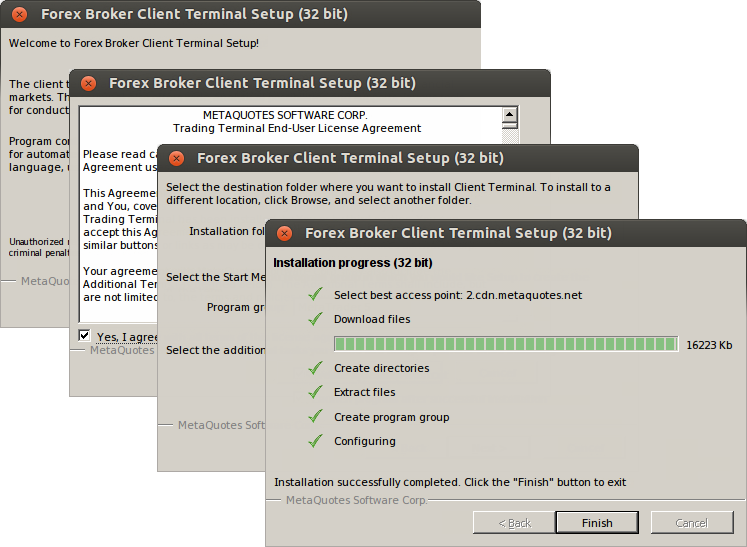 Forex Broker Client Terminal Setup (32 bit)
Welcome to Forex Broker Client Terminal Setup!
The client t
markets. Th
for conduct
Program con
for automat
language, u
Unauthorized r
criminal penalt
MetaQuo
Forex Broker Client Terminal Setup (32 bit)
METAQUOTES SOFTWARE CORP.
Trading Terminal End-User License Agreement
Please read ca
Agreement us
This Agreeme
and You, cove
Trading Termi
accept this Ag
similar buttons
Your agreeme
Additional Ter
are not limited
Yes, I agree
MetaQuotes
Forex Broker Client Terminal Setup (32 bit)
Select the destination folder where you want to install Client Terminal. To install to a
different location, click Browse, and select another folder.
Installation fol
Select the Start Me
Program gr
Select the addition
MetaQuotes Soft
Forex Broker Client Terminal Setup (32 bit)
Installation progress (32 bit)
Select best access point: 2.cdn.metaquotes.net
Download files
16223 Kb
Create directories
Extract files
Create program group
Configuring
Installation successfully completed. Click the "Finish" button to exit
MetaQuotes Software Corp.
< Back
Finish
Cancel